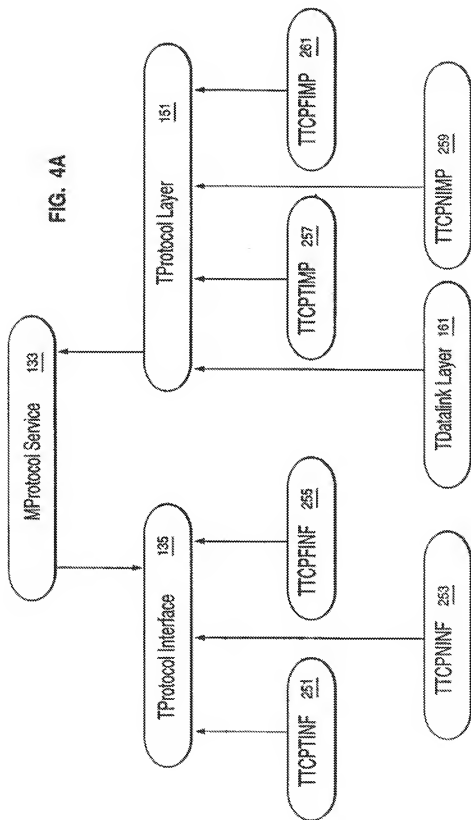 FIG. 4A
MProtocol Service 133
TProtocol Interface 135
TProtocol Layer 151
TTCPTINF 251
TTCPFINF 255
TTCPTIMP 257
TTCPFIMP 261
TTCPNINF 253
TDatalink Layer 161
TTCPNIMP 259